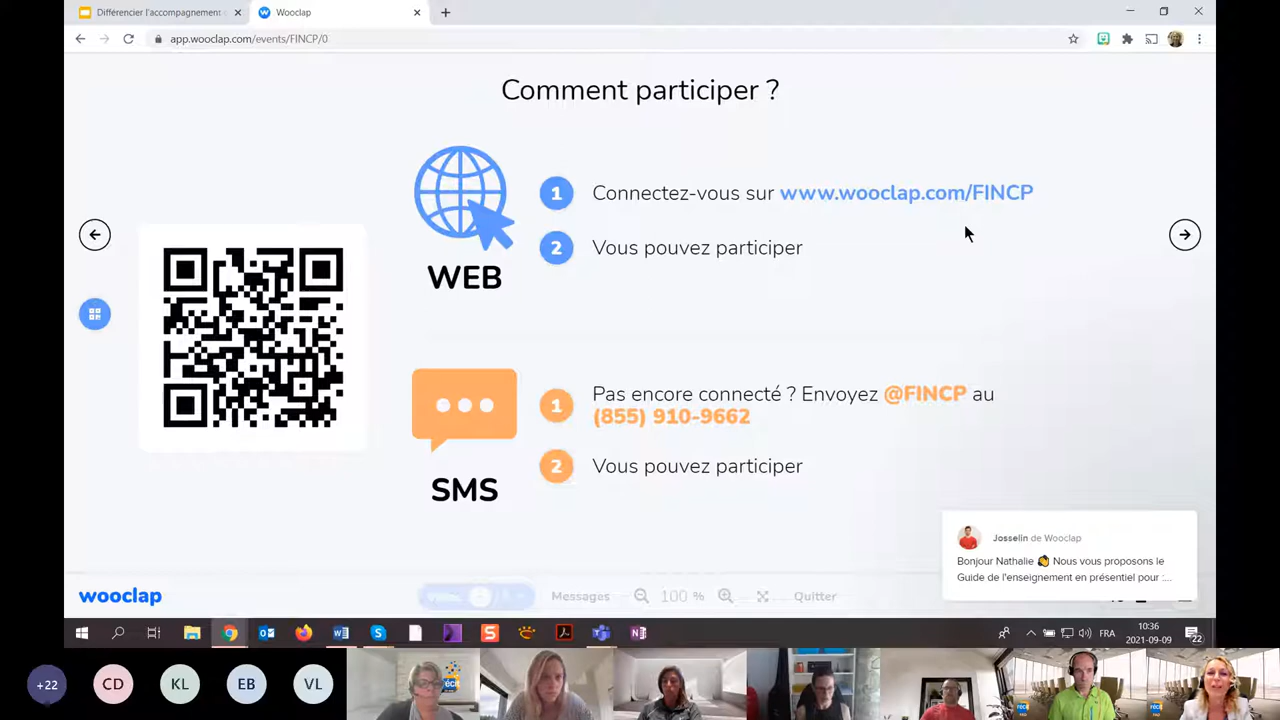 Différencier l'accompagnement
Wooclap
app.wooclap.com/events/FINCP/0
Comment participer ?
1 Connectez-vous sur www.wooclap.com/FINCP
2 Vous pouvez participer
WEB
1 Pas encore connecté ? Envoyez @FINCP au
(855) 910-9662
2 Vous pouvez participer
SMS
Josselin de Wooclap
Bonjour Nathalie 👏 Nous vous proposons le
Guide de l'enseignement en présentiel pour :...
wooclap
Messages
100 %
Quitter
FRA
10:36
2021-09-09
22
+22
CD
KL
EB
VL
récit